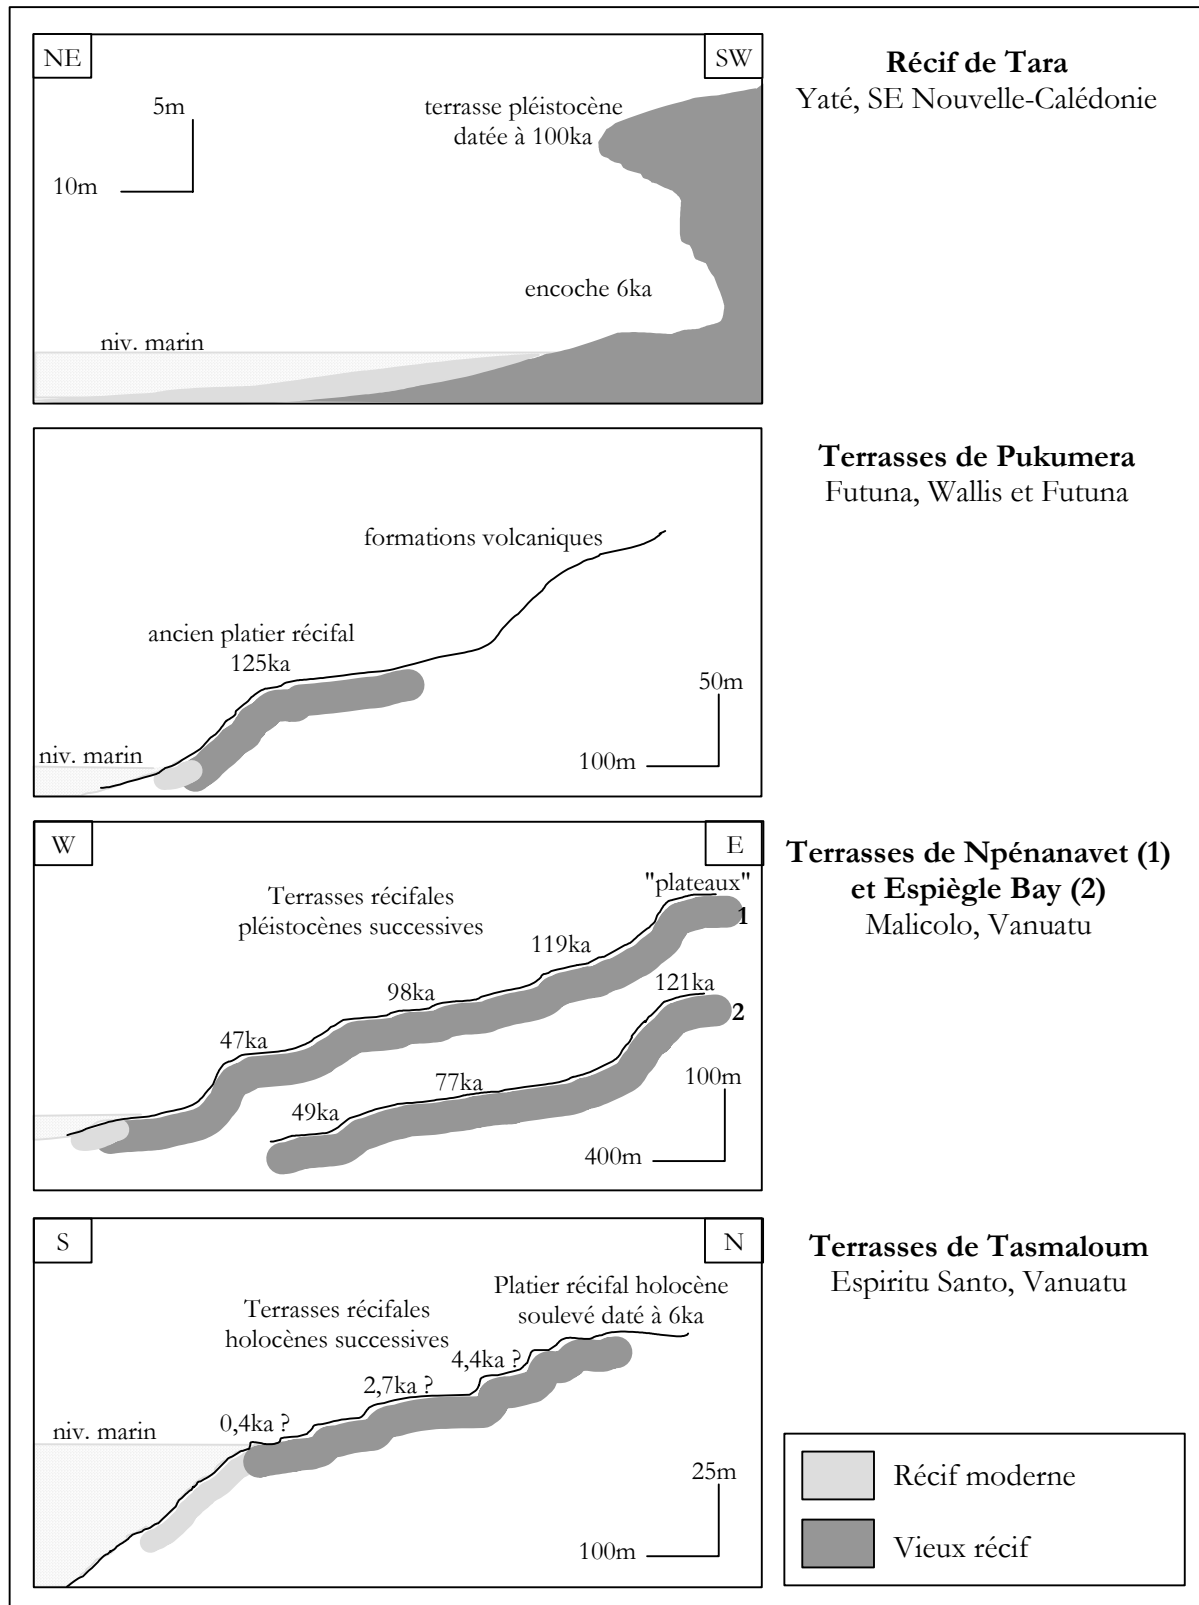 NE
SW
5m
10m
terrasse pléistocène
datée à 100ka
encoche 6ka
niv. marin
Récif de Tara
Yaté, SE Nouvelle-Calédonie
formations volcaniques
ancien platier récifal
125ka
niv. marin
50m
100m
Terrasses de Pukumera
Futuna, Wallis et Futuna
W
E
Terrasses récifales
pléistocènes successives
"plateaux"
1
119ka
98ka
47ka
121ka
2
77ka
49ka
100m
400m
Terrasses de Npénanavet (1)
et Espiègle Bay (2)
Malicolo, Vanuatu
S
N
Terrasses récifales
holocènes successives
Platier récifal holocène
soulevé daté à 6ka
4,4ka ?
2,7ka ?
0,4ka ?
niv. marin
25m
100m
Terrasses de Tasmaloum
Espiritu Santo, Vanuatu
Récif moderne
Vieux récif